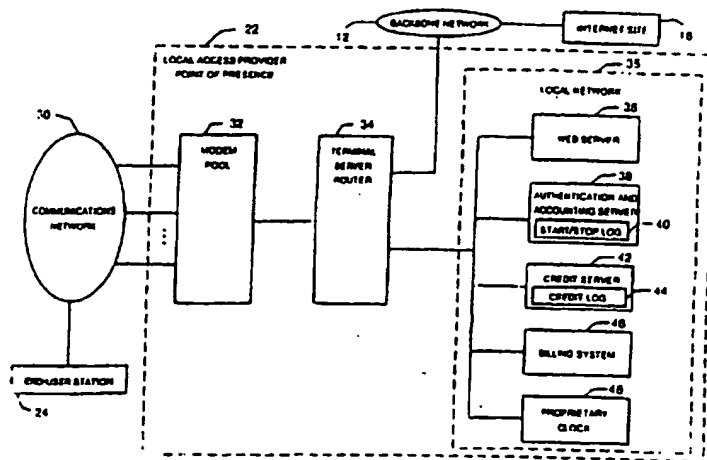 BACKBONE NETWORK
12
INTERNET SITE
16
22
LOCAL ACCESS PROVIDER
POINT OF PRESENCE
35
LOCAL NETWORK
30
COMMUNICATIONS
NETWORK
32
MODEM
POOL
34
TERMINAL
SERVER
ROUTER
36
WEB SERVER
38
AUTHENTICATION AND
ACCOUNTING SERVER
START/STOP LOG
40
42
CREDIT SERVER
CREDIT LOG
44
46
BILLING SYSTEM
48
PROPRIETARY
CLOCK
END-USER STATION
24